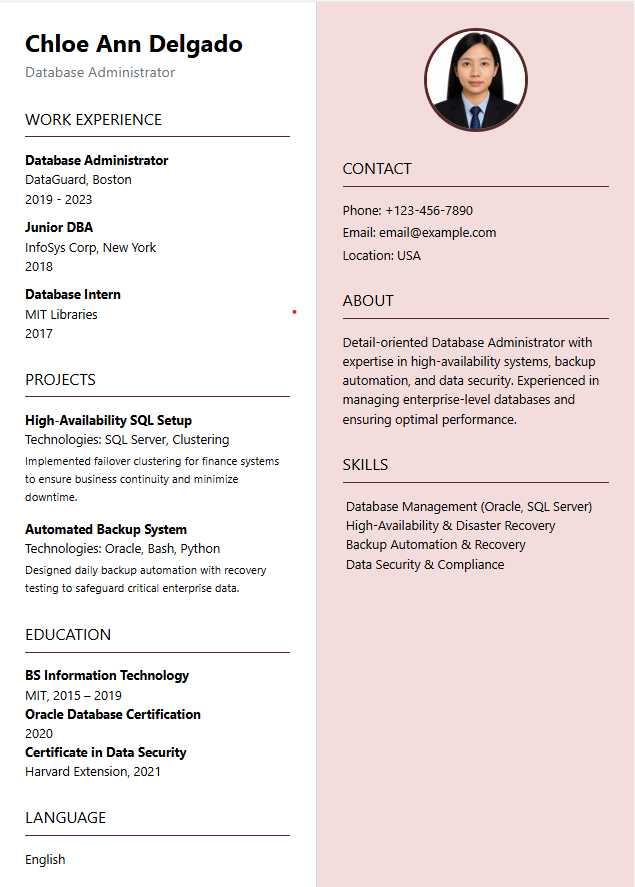 Chloe Ann Delgado
Database Administrator
WORK EXPERIENCE
Database Administrator
DataGuard, Boston
2019 - 2023
Junior DBA
InfoSys Corp, New York
2018
Database Intern
MIT Libraries
2017
PROJECTS
High-Availability SQL Setup
Technologies: SQL Server, Clustering
Implemented failover clustering for finance systems
to ensure business continuity and minimize
downtime.
Automated Backup System
Technologies: Oracle, Bash, Python
Designed daily backup automation with recovery
testing to safeguard critical enterprise data.
EDUCATION
BS Information Technology
MIT, 2015 – 2019
Oracle Database Certification
2020
Certificate in Data Security
Harvard Extension, 2021
LANGUAGE
English
CONTACT
Phone: +123-456-7890
Email: email@example.com
Location: USA
ABOUT
Detail-oriented Database Administrator with
expertise in high-availability systems, backup
automation, and data security. Experienced in
managing enterprise-level databases and
ensuring optimal performance.
SKILLS
Database Management (Oracle, SQL Server)
High-Availability & Disaster Recovery
Backup Automation & Recovery
Data Security & Compliance